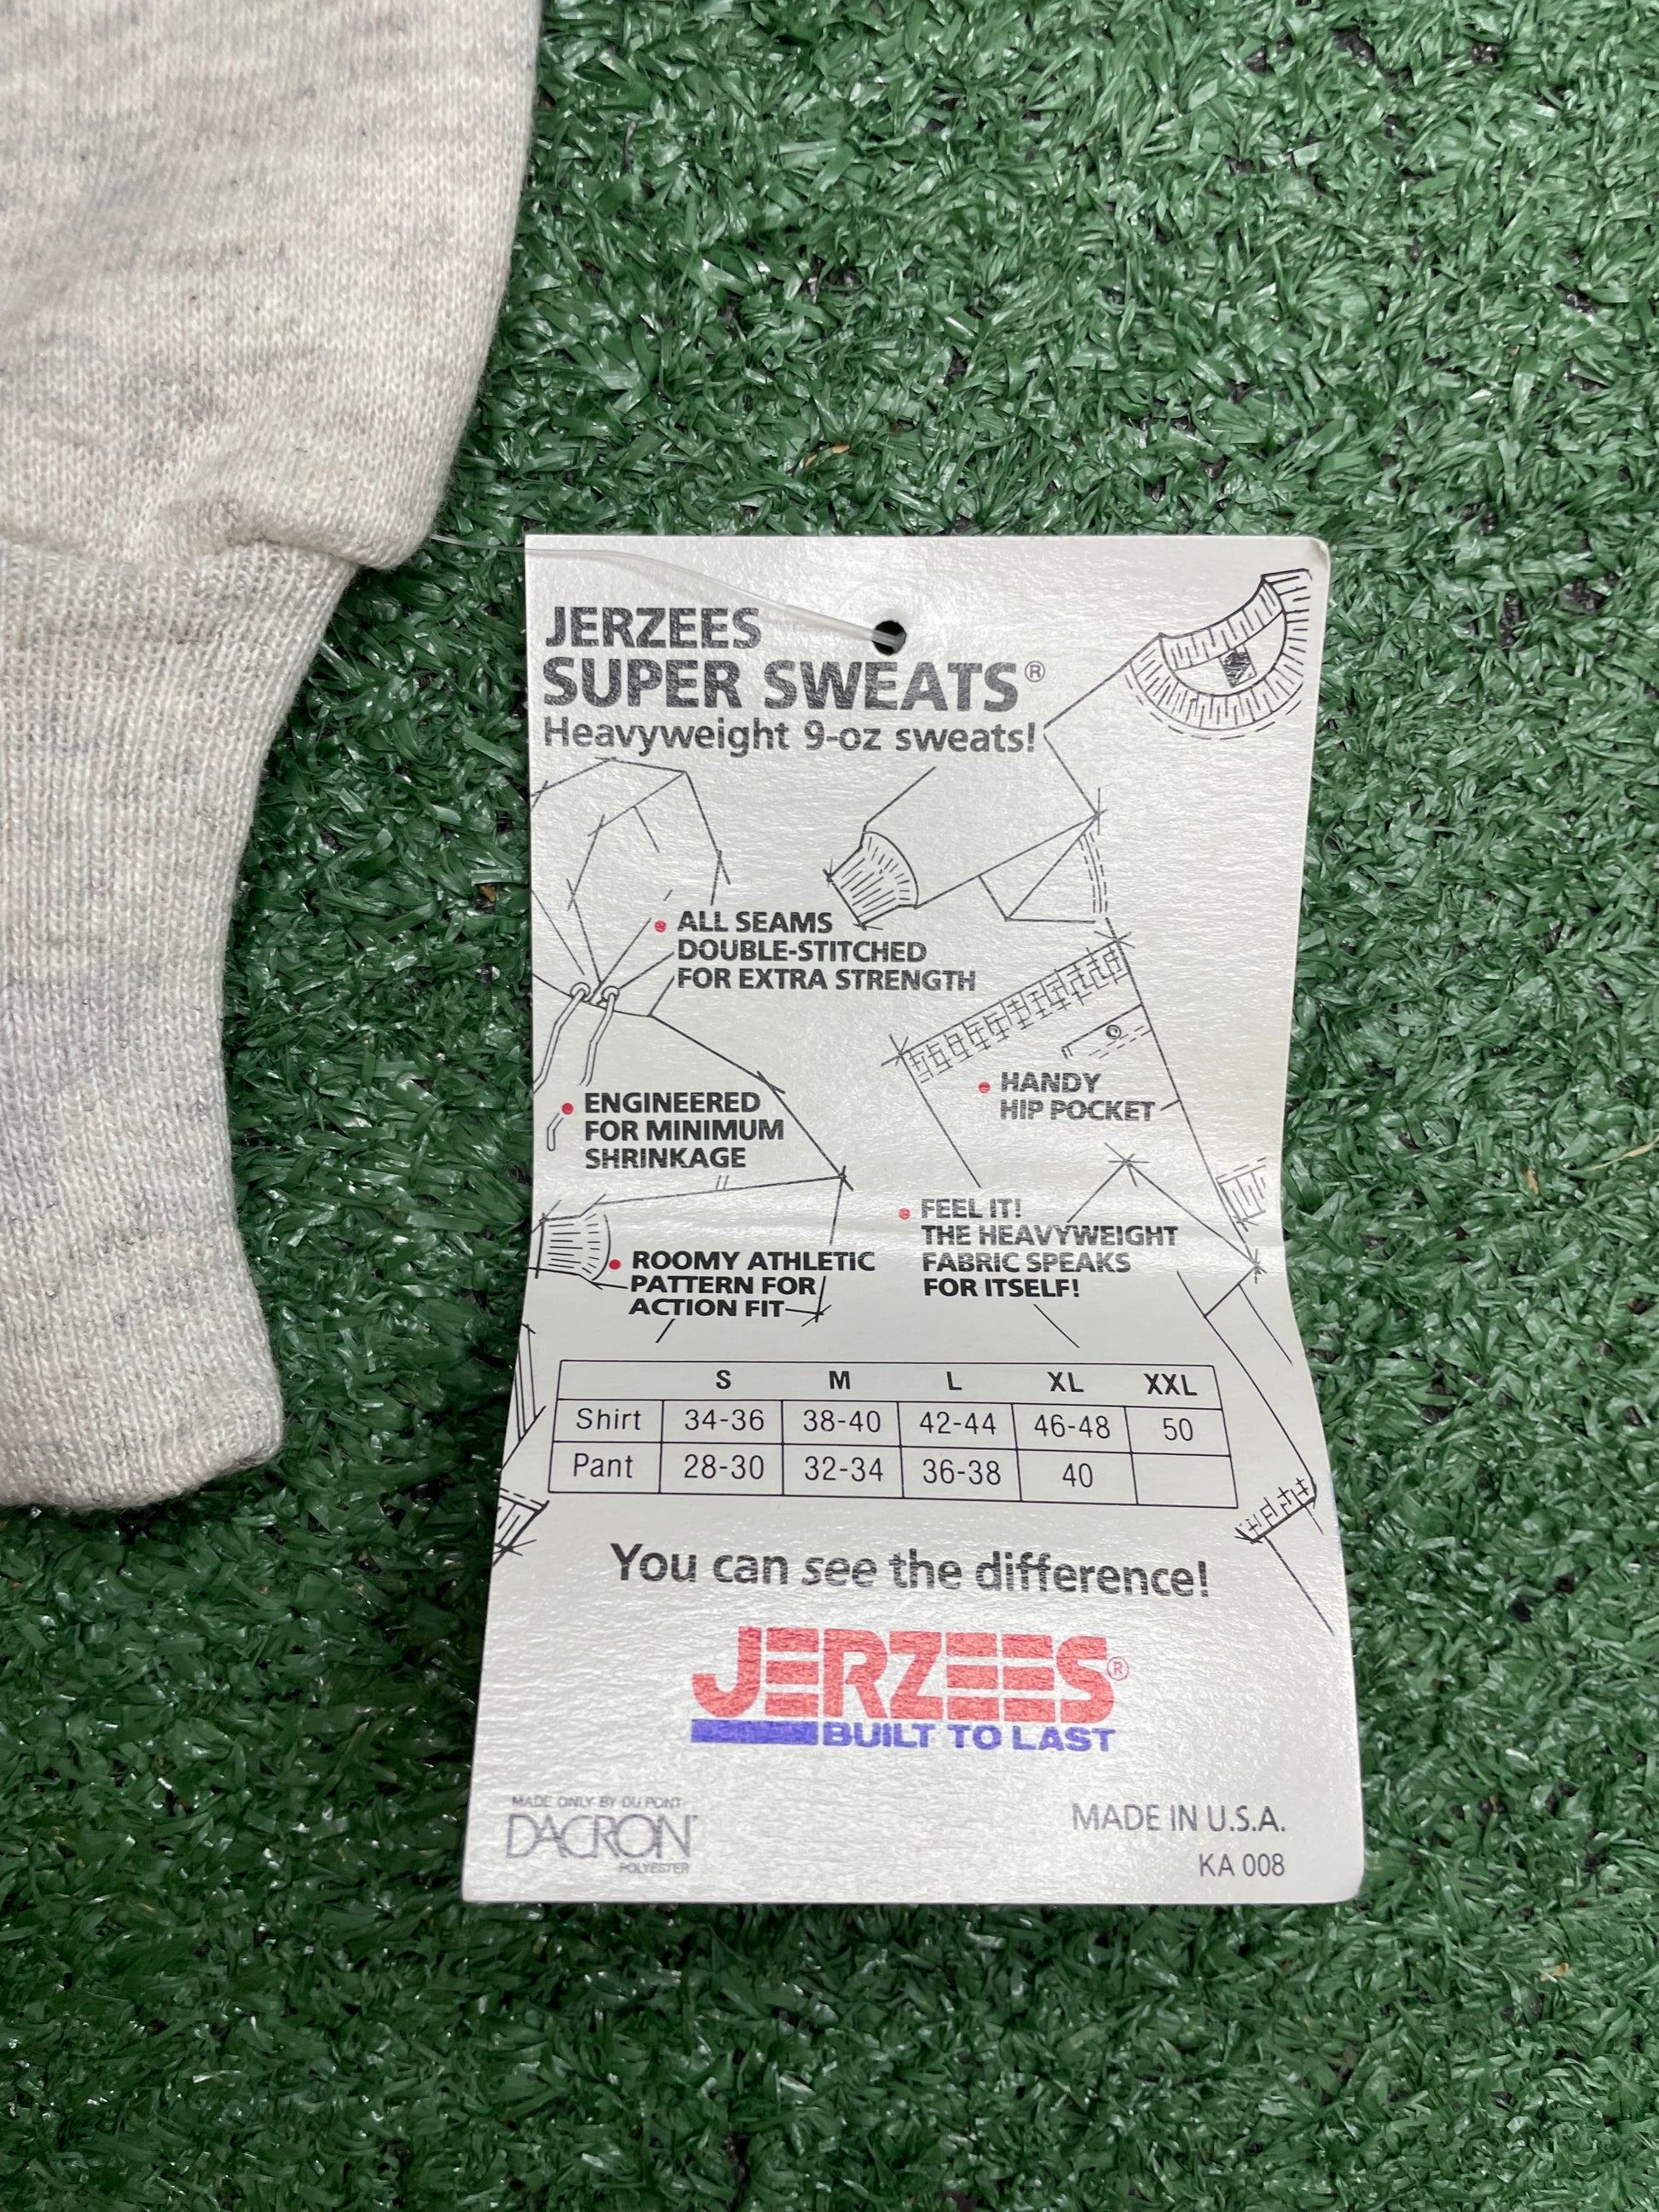 JERZEES
SUPER SWEATS®
Heavyweight 9-oz sweats!
• ALL SEAMS
DOUBLE-STITCHED
FOR EXTRA STRENGTH
• HANDY
HIP POCKET
• ENGINEERED
FOR MINIMUM
SHRINKAGE
• FEEL IT!
THE HEAVYWEIGHT
FABRIC SPEAKS
FOR ITSELF!
• ROOMY ATHLETIC
PATTERN FOR
ACTION FIT
S M L XL XXL
Shirt 34-36 38-40 42-44 46-48 50
Pant 28-30 32-34 36-38 40
You can see the difference!
JERZEES®
BUILT TO LAST
MADE ONLY BY DU PONT
DACRON
POLYESTER
MADE IN U.S.A.
KA 008